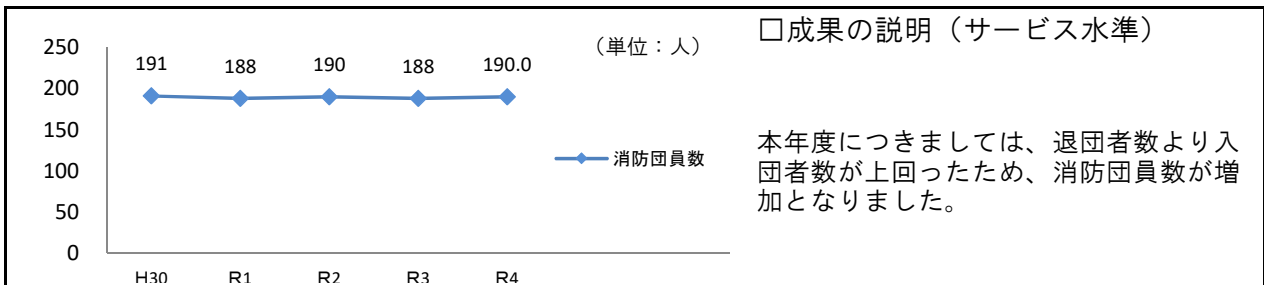 250
200
150
100
50
0
191
188
190
188
190.0
（単位：人）
消防団員数
H30
R1
R2
R3
R4
□成果の説明（サービス水準）
本年度につきましては、退団者数より入
団者数が上回ったため、消防団員数が増
加となりました。